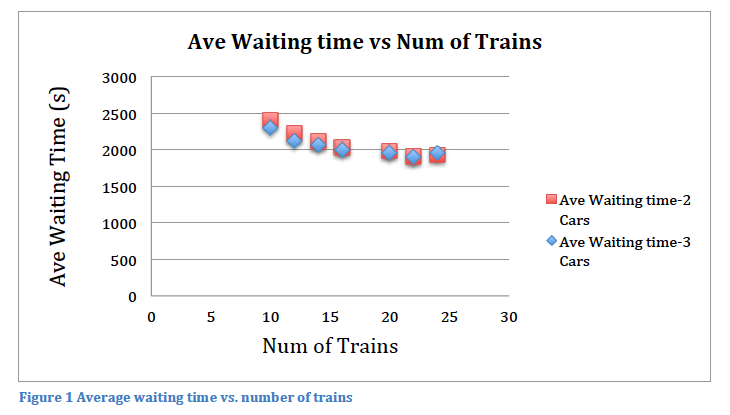 Ave Waiting time vs Num of Trains
Ave Waiting Time (s)
3000
2500
2000
1500
1000
500
0
0 5 10 15 20 25 30
Num of Trains
Ave Waiting time-2
Cars
Ave Waiting time-3
Cars
Figure 1 Average waiting time vs. number of trains